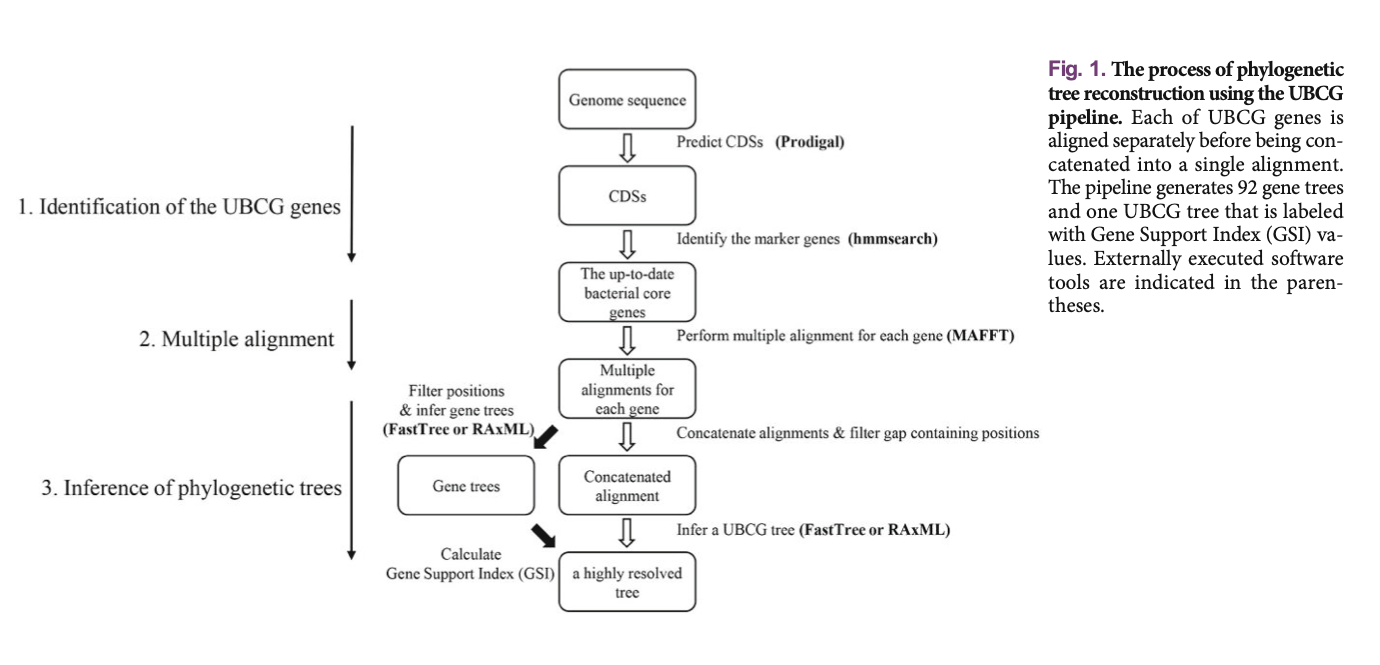 Genome sequence
Predict CDSs (Prodigal)
CDSs
1. Identification of the UBCG genes
Identify the marker genes (hmmsearch)
The up-to-date
bacterial core
genes
2. Multiple alignment
Perform multiple alignment for each gene (MAFFT)
Multiple
alignments for
each gene
Filter positions
& infer gene trees
(FastTree or RAxML)
Concatenate alignments & filter gap containing positions
3. Inference of phylogenetic trees
Gene trees
Concatenated
alignment
Infer a UBCG tree (FastTree or RAxML)
Calculate
Gene Support Index (GSI)
a highly resolved
tree
Fig. 1. The process of phylogenetic
tree reconstruction using the UBCG
pipeline. Each of UBCG genes is
aligned separately before being con-
catenated into a single alignment.
The pipeline generates 92 gene trees
and one UBCG tree that is labeled
with Gene Support Index (GSI) va-
lues. Externally executed software
tools are indicated in the paren-
theses.